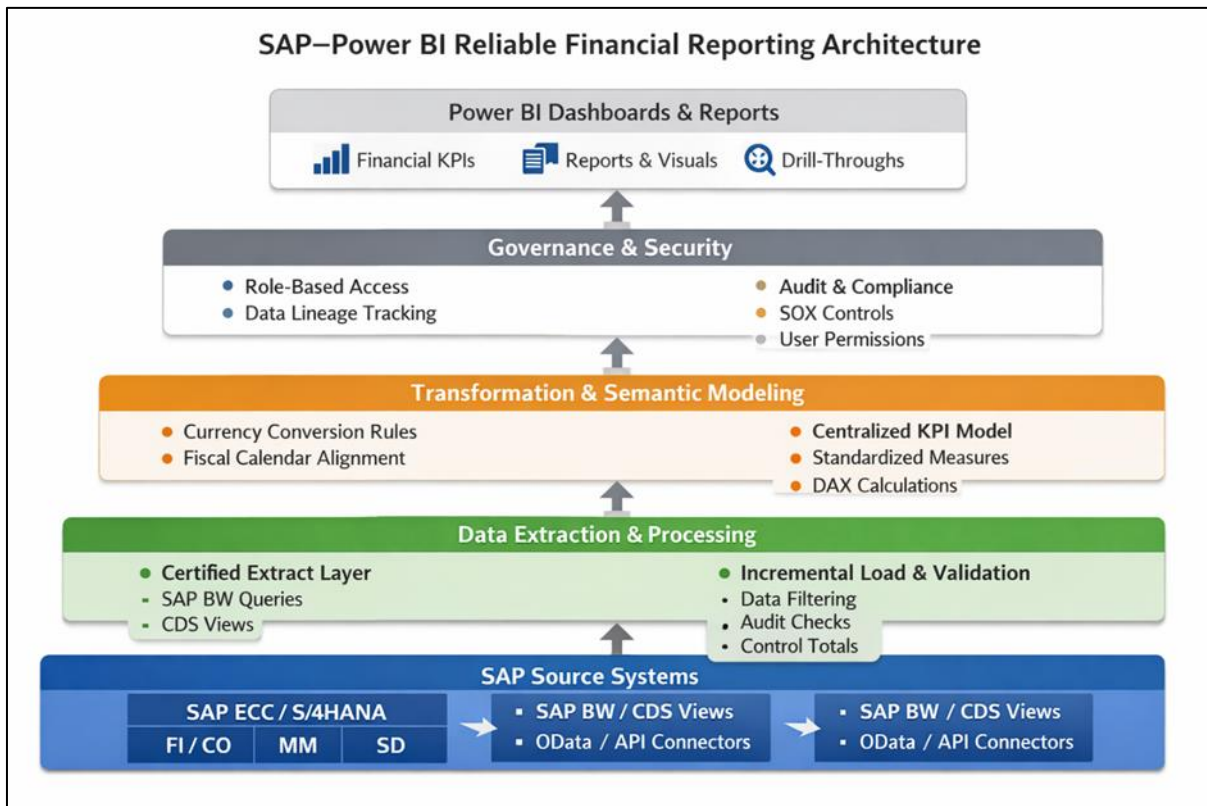 SAP–Power BI Reliable Financial Reporting Architecture
Power BI Dashboards & Reports
Financial KPIs
Reports & Visuals
Drill-Throughs
Governance & Security
• Role-Based Access
• Data Lineage Tracking
• Audit & Compliance
• SOX Controls
• User Permissions
Transformation & Semantic Modeling
• Currency Conversion Rules
• Fiscal Calendar Alignment
• Centralized KPI Model
• Standardized Measures
• DAX Calculations
Data Extraction & Processing
• Certified Extract Layer
- SAP BW Queries
- CDS Views
• Incremental Load & Validation
• Data Filtering
• Audit Checks
• Control Totals
SAP Source Systems
SAP ECC / S/4HANA
FI / CO
MM
SD
▪ SAP BW / CDS Views
▪ OData / API Connectors
▪ SAP BW / CDS Views
▪ OData / API Connectors